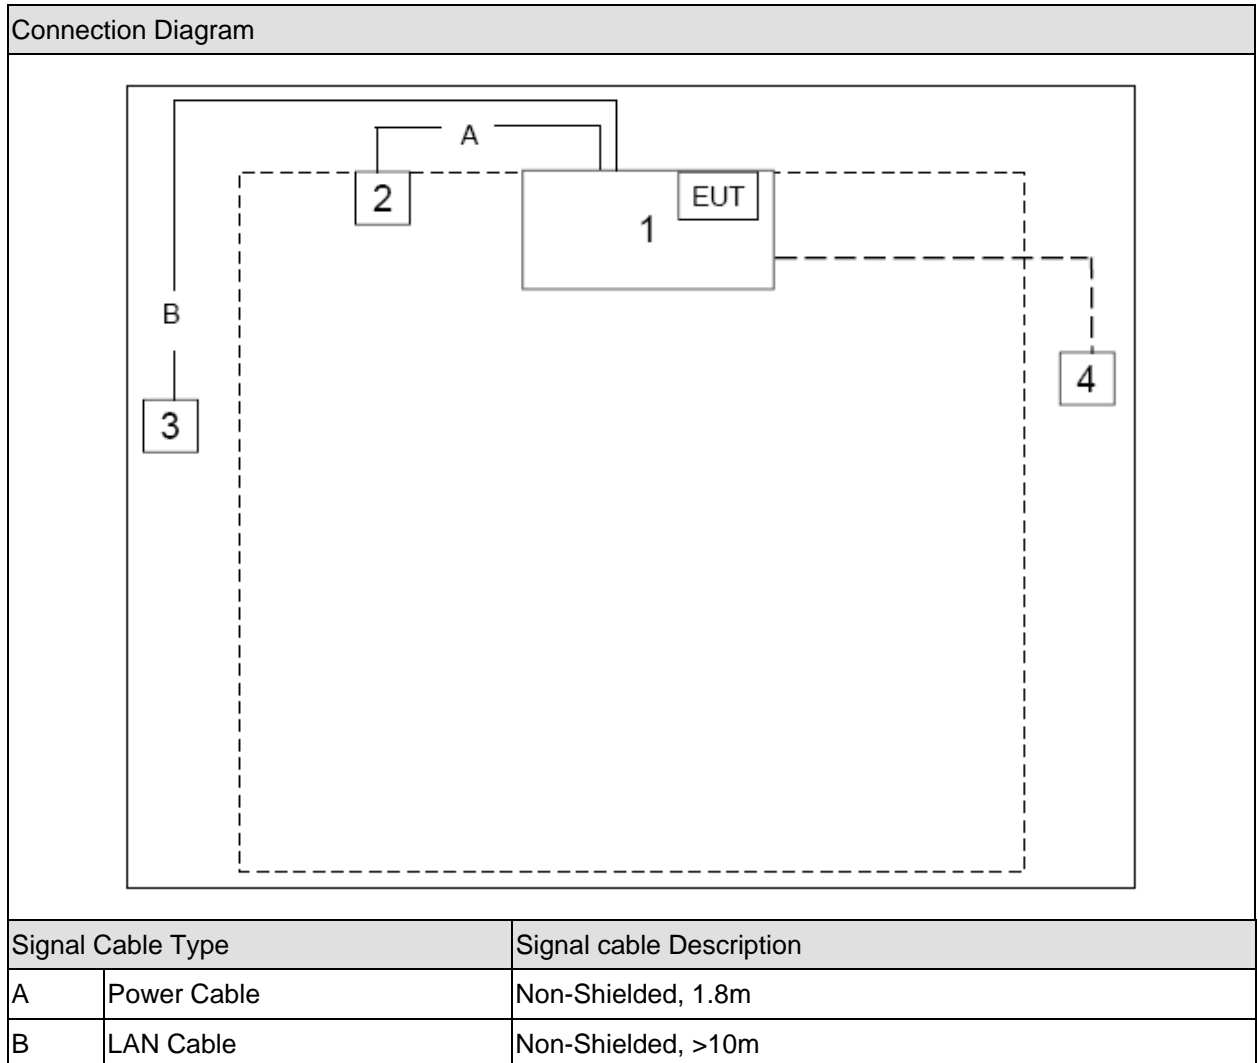 Connection Diagram
A
2
EUT
1
B
4
3
Signal Cable Type Signal cable Description
A Power Cable Non-Shielded, 1.8m
B LAN Cable Non-Shielded, >10m